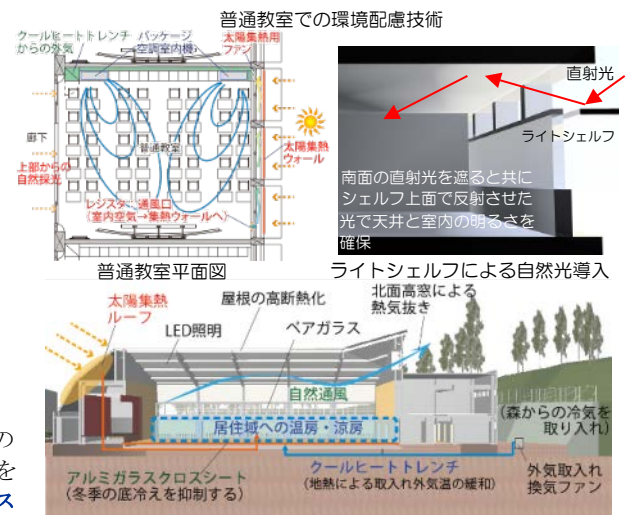 普通教室での環境配慮技術
クールヒートトレンチ
からの外気
パッケージ
空調室内機
太陽集熱用
ファン
廊下
普通教室
上部からの
自然採光
太陽集熱
ウォール
レジスター:通風口
(室内空気→集熱ウォールへ)
直射光
ライトシェルフ
南面の直射光を遮ると共に
シェルフ上面で反射させた
光で天井と室内の明るさを
確保
普通教室平面図
ライトシェルフによる自然光導入
太陽集熱
ルーフ
屋根の高断熱化
LED照明
ペアガラス
北面高窓による
熱気抜き
自然通風
居住域への温房・涼房
(森からの冷気を
取り入れ)
アルミガラスクロスシート
(冬季の底冷えを抑制する)
クールヒートトレンチ
(地熱による取入れ外気温の緩和)
外気取入れ
換気ファン
の
を
ス